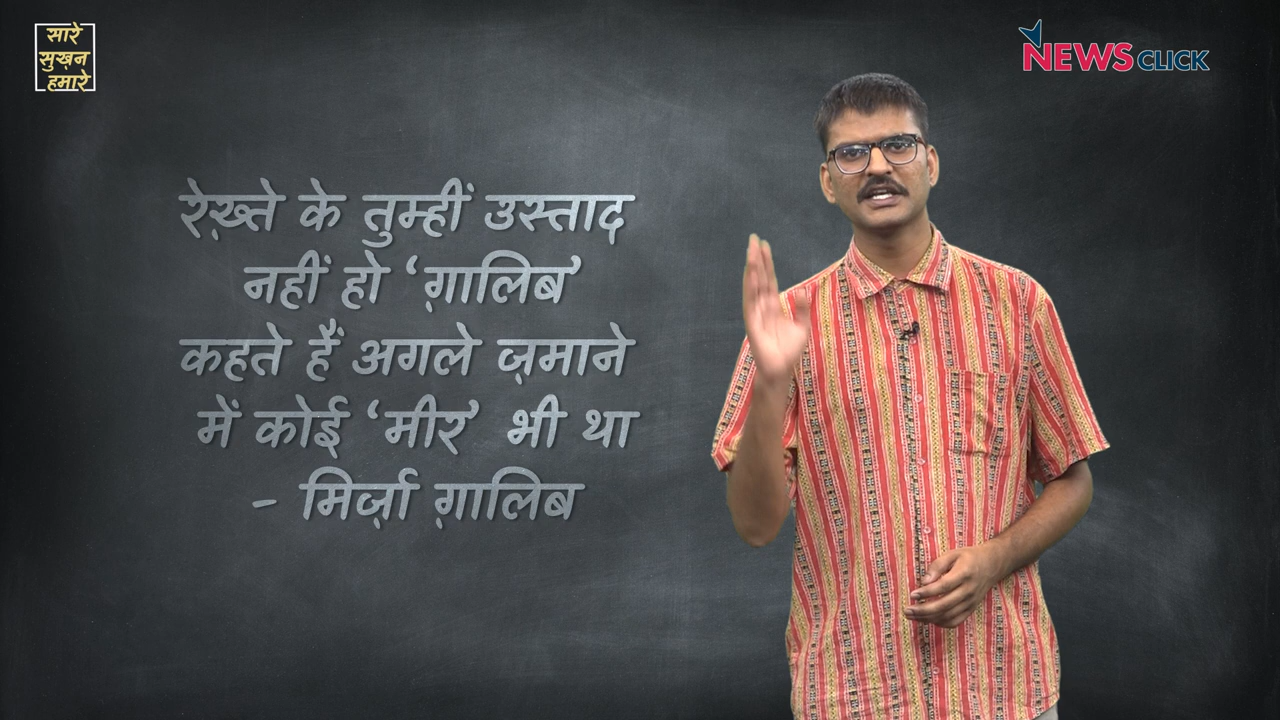 सारे
सुख़न
हमारे
NEWSCLICK
रेख़्ते के तुम्हीं उस्ताद
नहीं हो ‘ग़ालिब’
कहते हैं अगले ज़माने
में कोई ‘मीर’ भी था
- मिर्ज़ा ग़ालिब